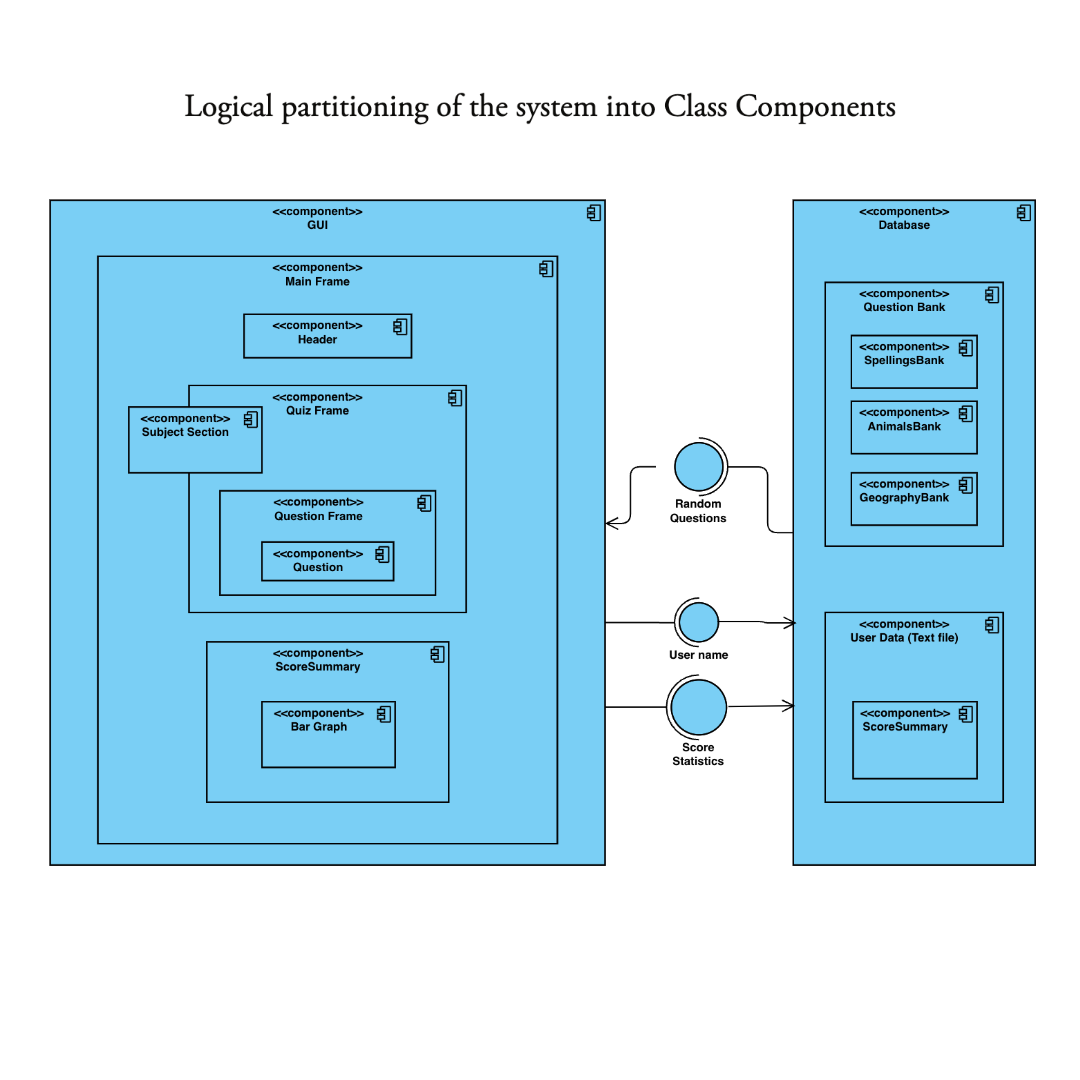 Logical partitioning of the system into Class Components
<<component>>
GUI
<<component>>
Main Frame
<<component>>
Header
<<component>>
Quiz Frame
<<component>>
Subject Section
<<component>>
Question Frame
<<component>>
Question
<<component>>
ScoreSummary
<<component>>
Bar Graph
Random
Questions
User name
Score
Statistics
<<component>>
Database
<<component>>
Question Bank
<<component>>
SpellingsBank
<<component>>
AnimalsBank
<<component>>
GeographyBank
<<component>>
User Data (Text file)
<<component>>
ScoreSummary